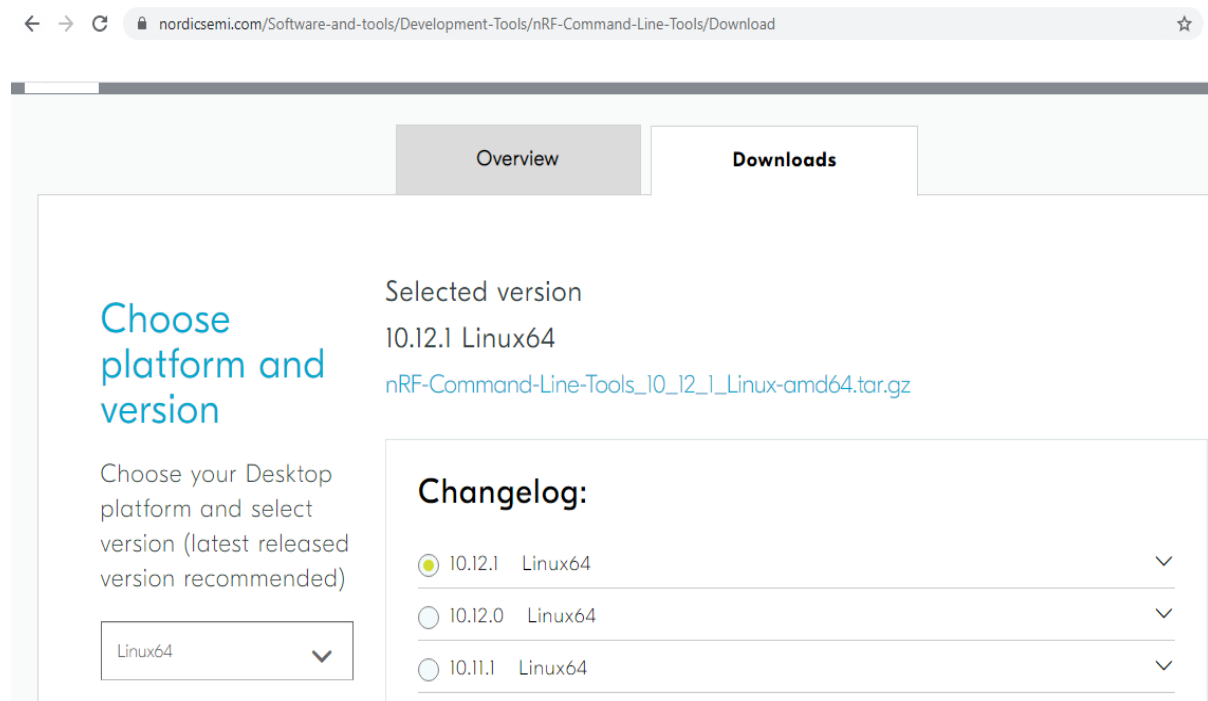 nordicsemi.com/Software-and-tools/Development-Tools/nRF-Command-Line-Tools/Download
Overview
Downloads
Choose
platform and
version
Choose your Desktop
platform and select
version (latest released
version recommended)
Linux64
Selected version
10.12.1 Linux64
nRF-Command-Line-Tools_10_12_1_Linux-amd64.tar.gz
Changelog:
10.12.1 Linux64
10.12.0 Linux64
10.11.1 Linux64